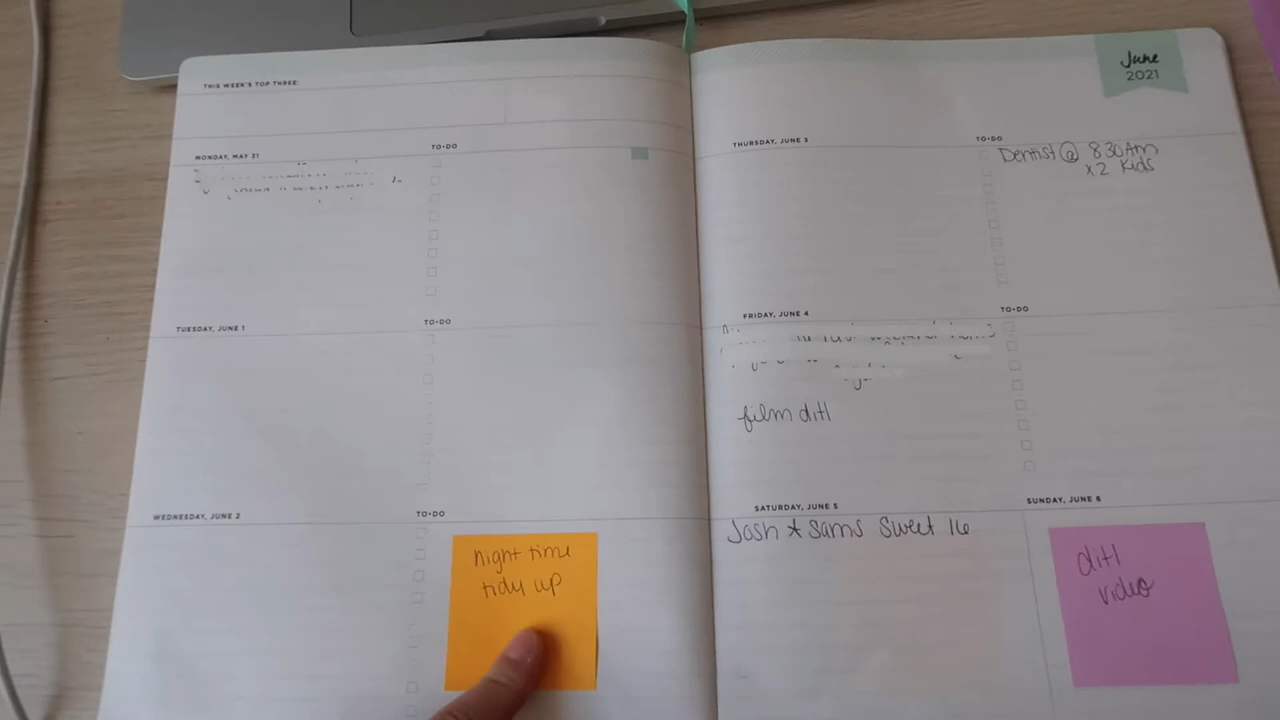 THIS WEEK'S TOP THREE:
MONDAY, MAY 31
TO-DO
TUESDAY, JUNE 1
TO-DO
WEDNESDAY, JUNE 2
TO-DO
night time
tidy up
June
2021
THURSDAY, JUNE 3
TO-DO
Dentist @ 830Am
x2 Kids
FRIDAY, JUNE 4
TO-DO
film ditl
SATURDAY, JUNE 5
Josh * Sams Sweet 16
SUNDAY, JUNE 6
ditl
video